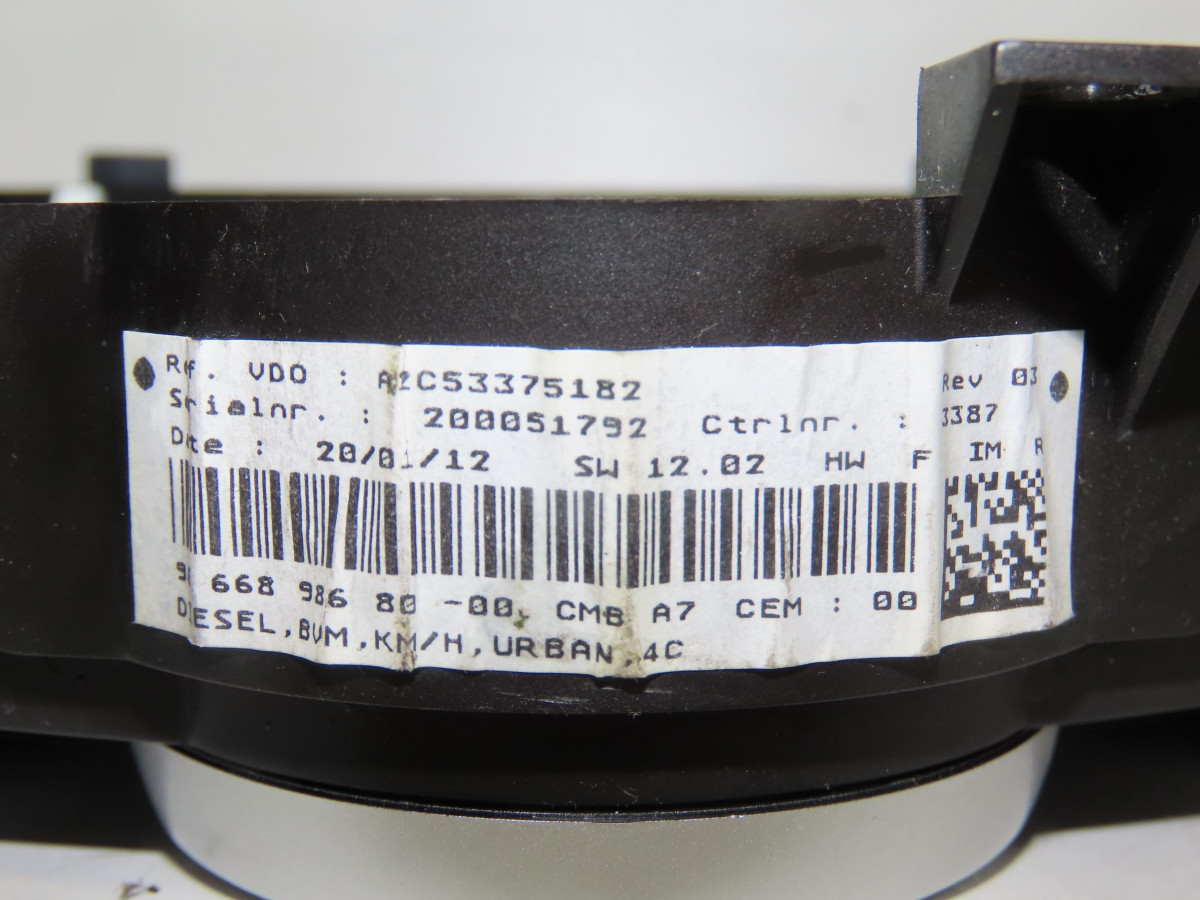 Ref. VDO : A2C53375182 Rev 03
Serialnr. : 200051792 Ctrlnr. : 3387
Date : 20/01/12 SW 12.02 HW F IM R
668 986 80 -00 CMB A7 CEM : 00
DIESEL,BVM,KM/H,URBAN,4C